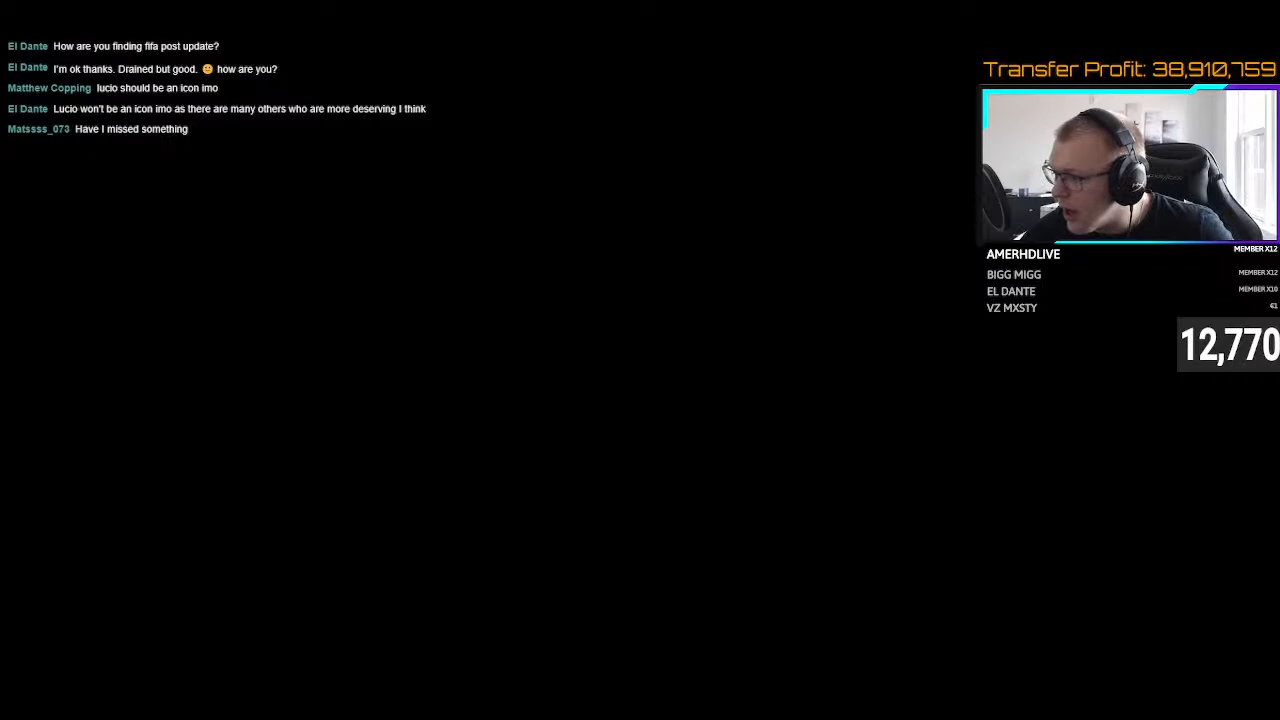 El Dante How are you finding fifa post update?
El Dante I'm ok thanks. Drained but good. 🙂 how are you?
Matthew Copping lucio should be an icon imo
El Dante Lucio won't be an icon imo as there are many others who are more deserving I think
Matssss_073 Have I missed something
Transfer Profit: 38,910,759
AMERHDLIVE MEMBER X12
BIGG MIGG MEMBER X12
EL DANTE MEMBER X10
VZ MXSTY €1
12,770